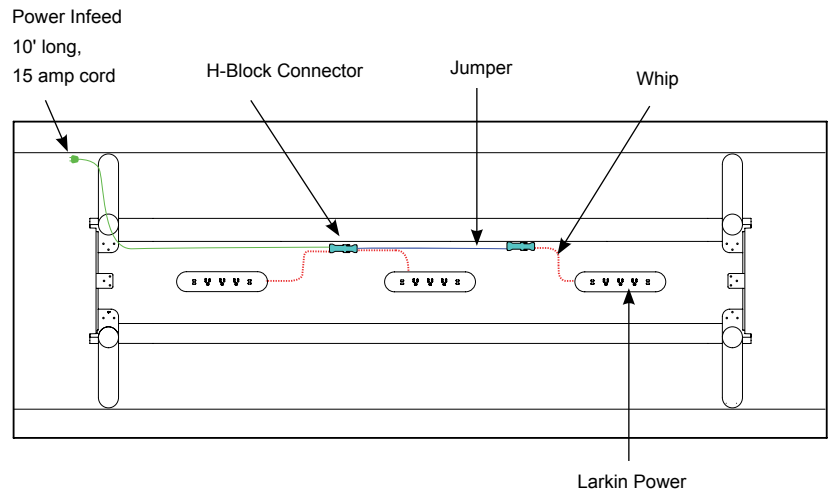 Power Infeed
10' long,
15 amp cord
H-Block Connector
Jumper
Whip
Larkin Power